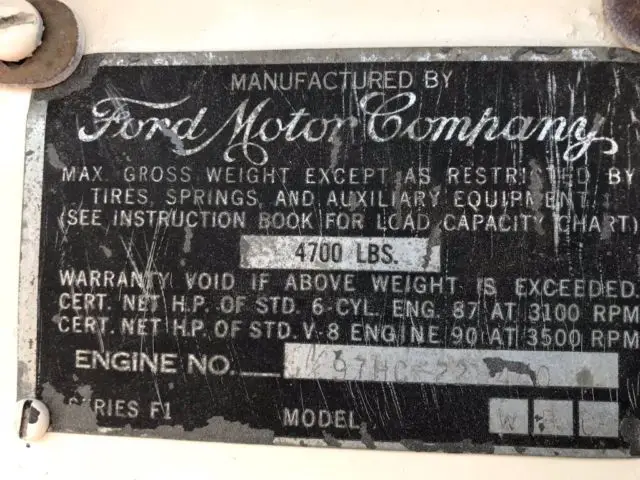 MANUFACTURED BY
Ford Motor Company
MAX. GROSS WEIGHT EXCEPT AS RESTRICTED BY
TIRES, SPRINGS, AND AUXILIARY EQUIPMENT.
(SEE INSTRUCTION BOOK FOR LOAD CAPACITY CHART)
4700 LBS.
WARRANTY VOID IF ABOVE WEIGHT IS EXCEEDED.
CERT. NET H.P. OF STD. 6-CYL. ENG. 87 AT 3100 RPM
CERT. NET H.P. OF STD. V.8 ENGINE 90 AT 3500 RPM
ENGINE NO.
SERIES F1 MODEL